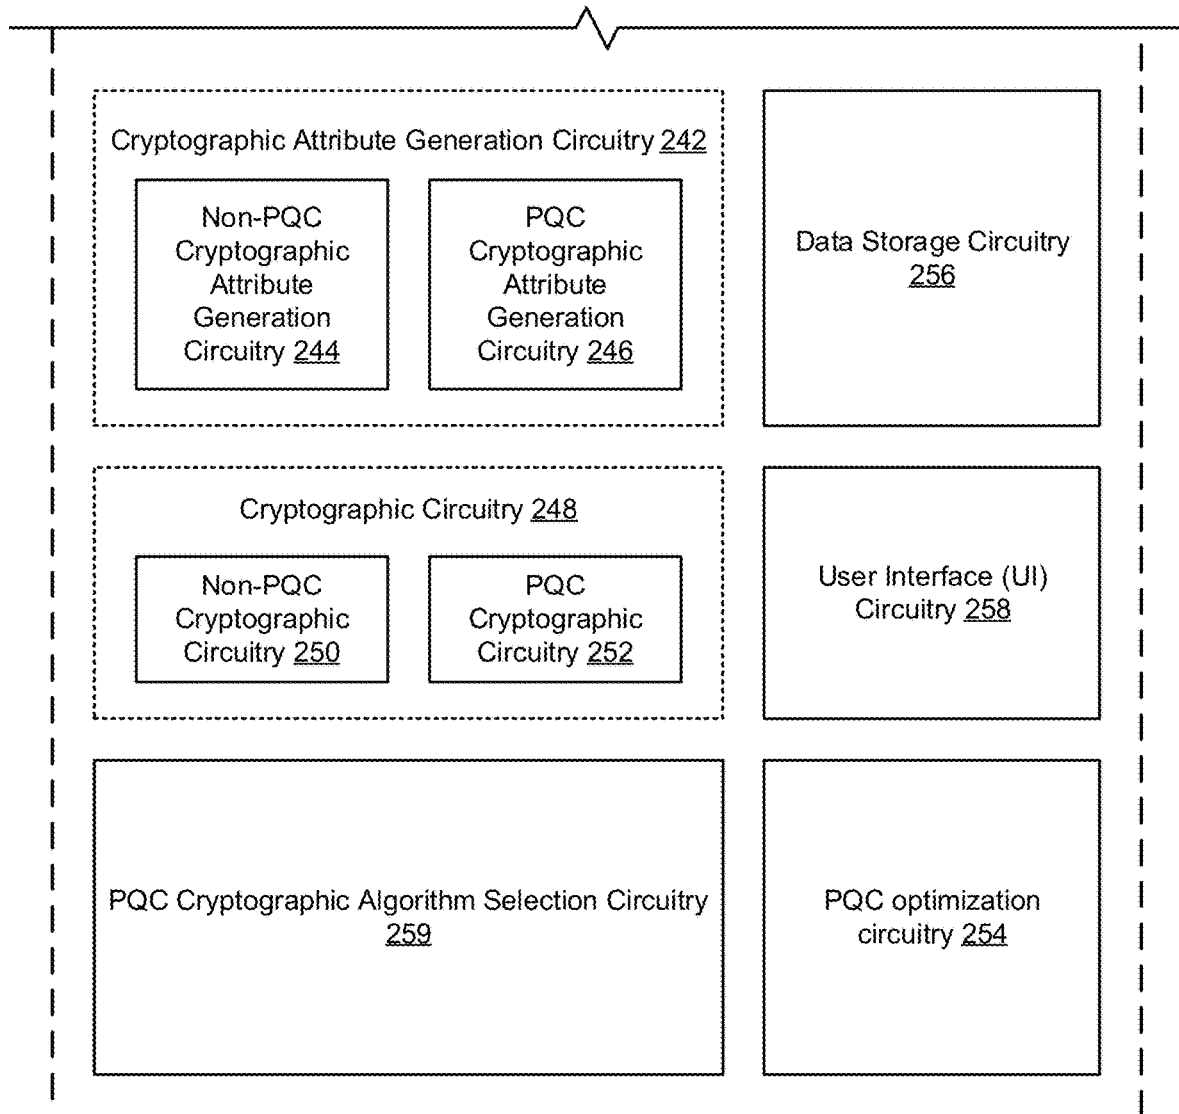 Cryptographic Attribute Generation Circuitry 242
Non-PQC
Cryptographic
Attribute
Generation
Circuitry 244
PQC
Cryptographic
Attribute
Generation
Circuitry 246
Data Storage Circuitry
256
Cryptographic Circuitry 248
Non-PQC
Cryptographic
Circuitry 250
PQC
Cryptographic
Circuitry 252
User Interface (UI)
Circuitry 258
PQC Cryptographic Algorithm Selection Circuitry
259
PQC optimization
circuitry 254